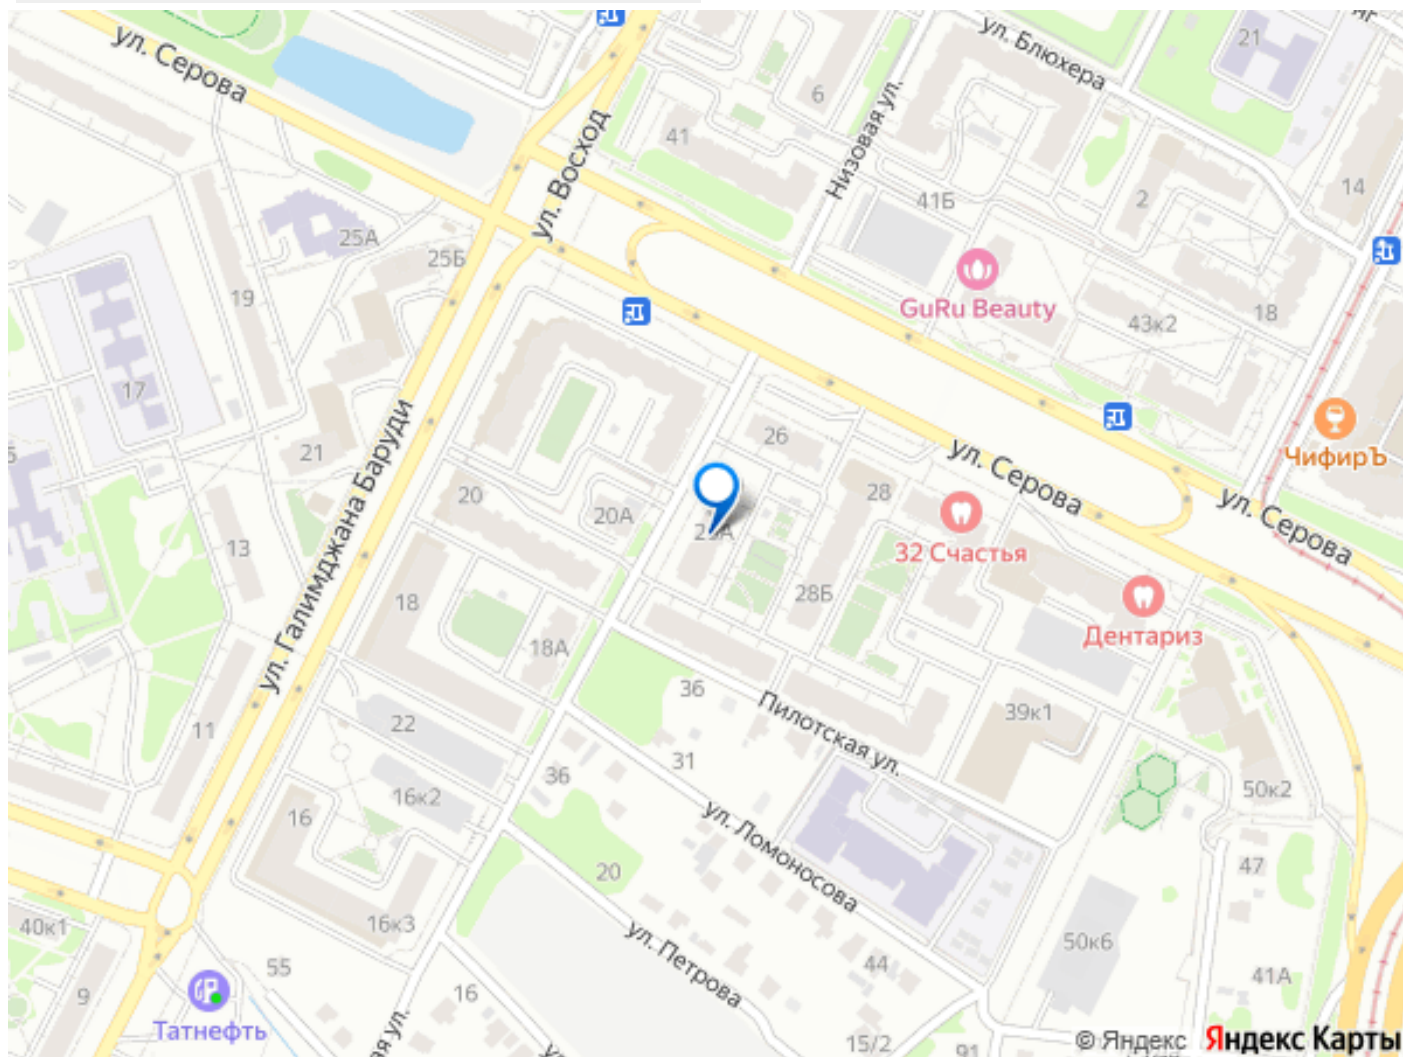 ул. Серова
ул. Восход
ул. Блюхера
21
6
41
Низовая ул.
41Б
2
14
25А
25Б
19
GuRu Beauty
43к2
18
17
26
ЧифирЪ
21
ул. Галимджана Баруди
ул. Серова
ул. Серова
20
20А
28
32 Счастья
13
18
28Б
Дентариз
18А
36
Пилотская ул.
39к1
11
22
31
36
16к2
50к2
16
ул. Ломоносова
20
47
40к1
16к3
ул. Петрова
50к6
55
44
41А
9
16
Татнефть
15/2
91
© Яндекс Яндекс Карты